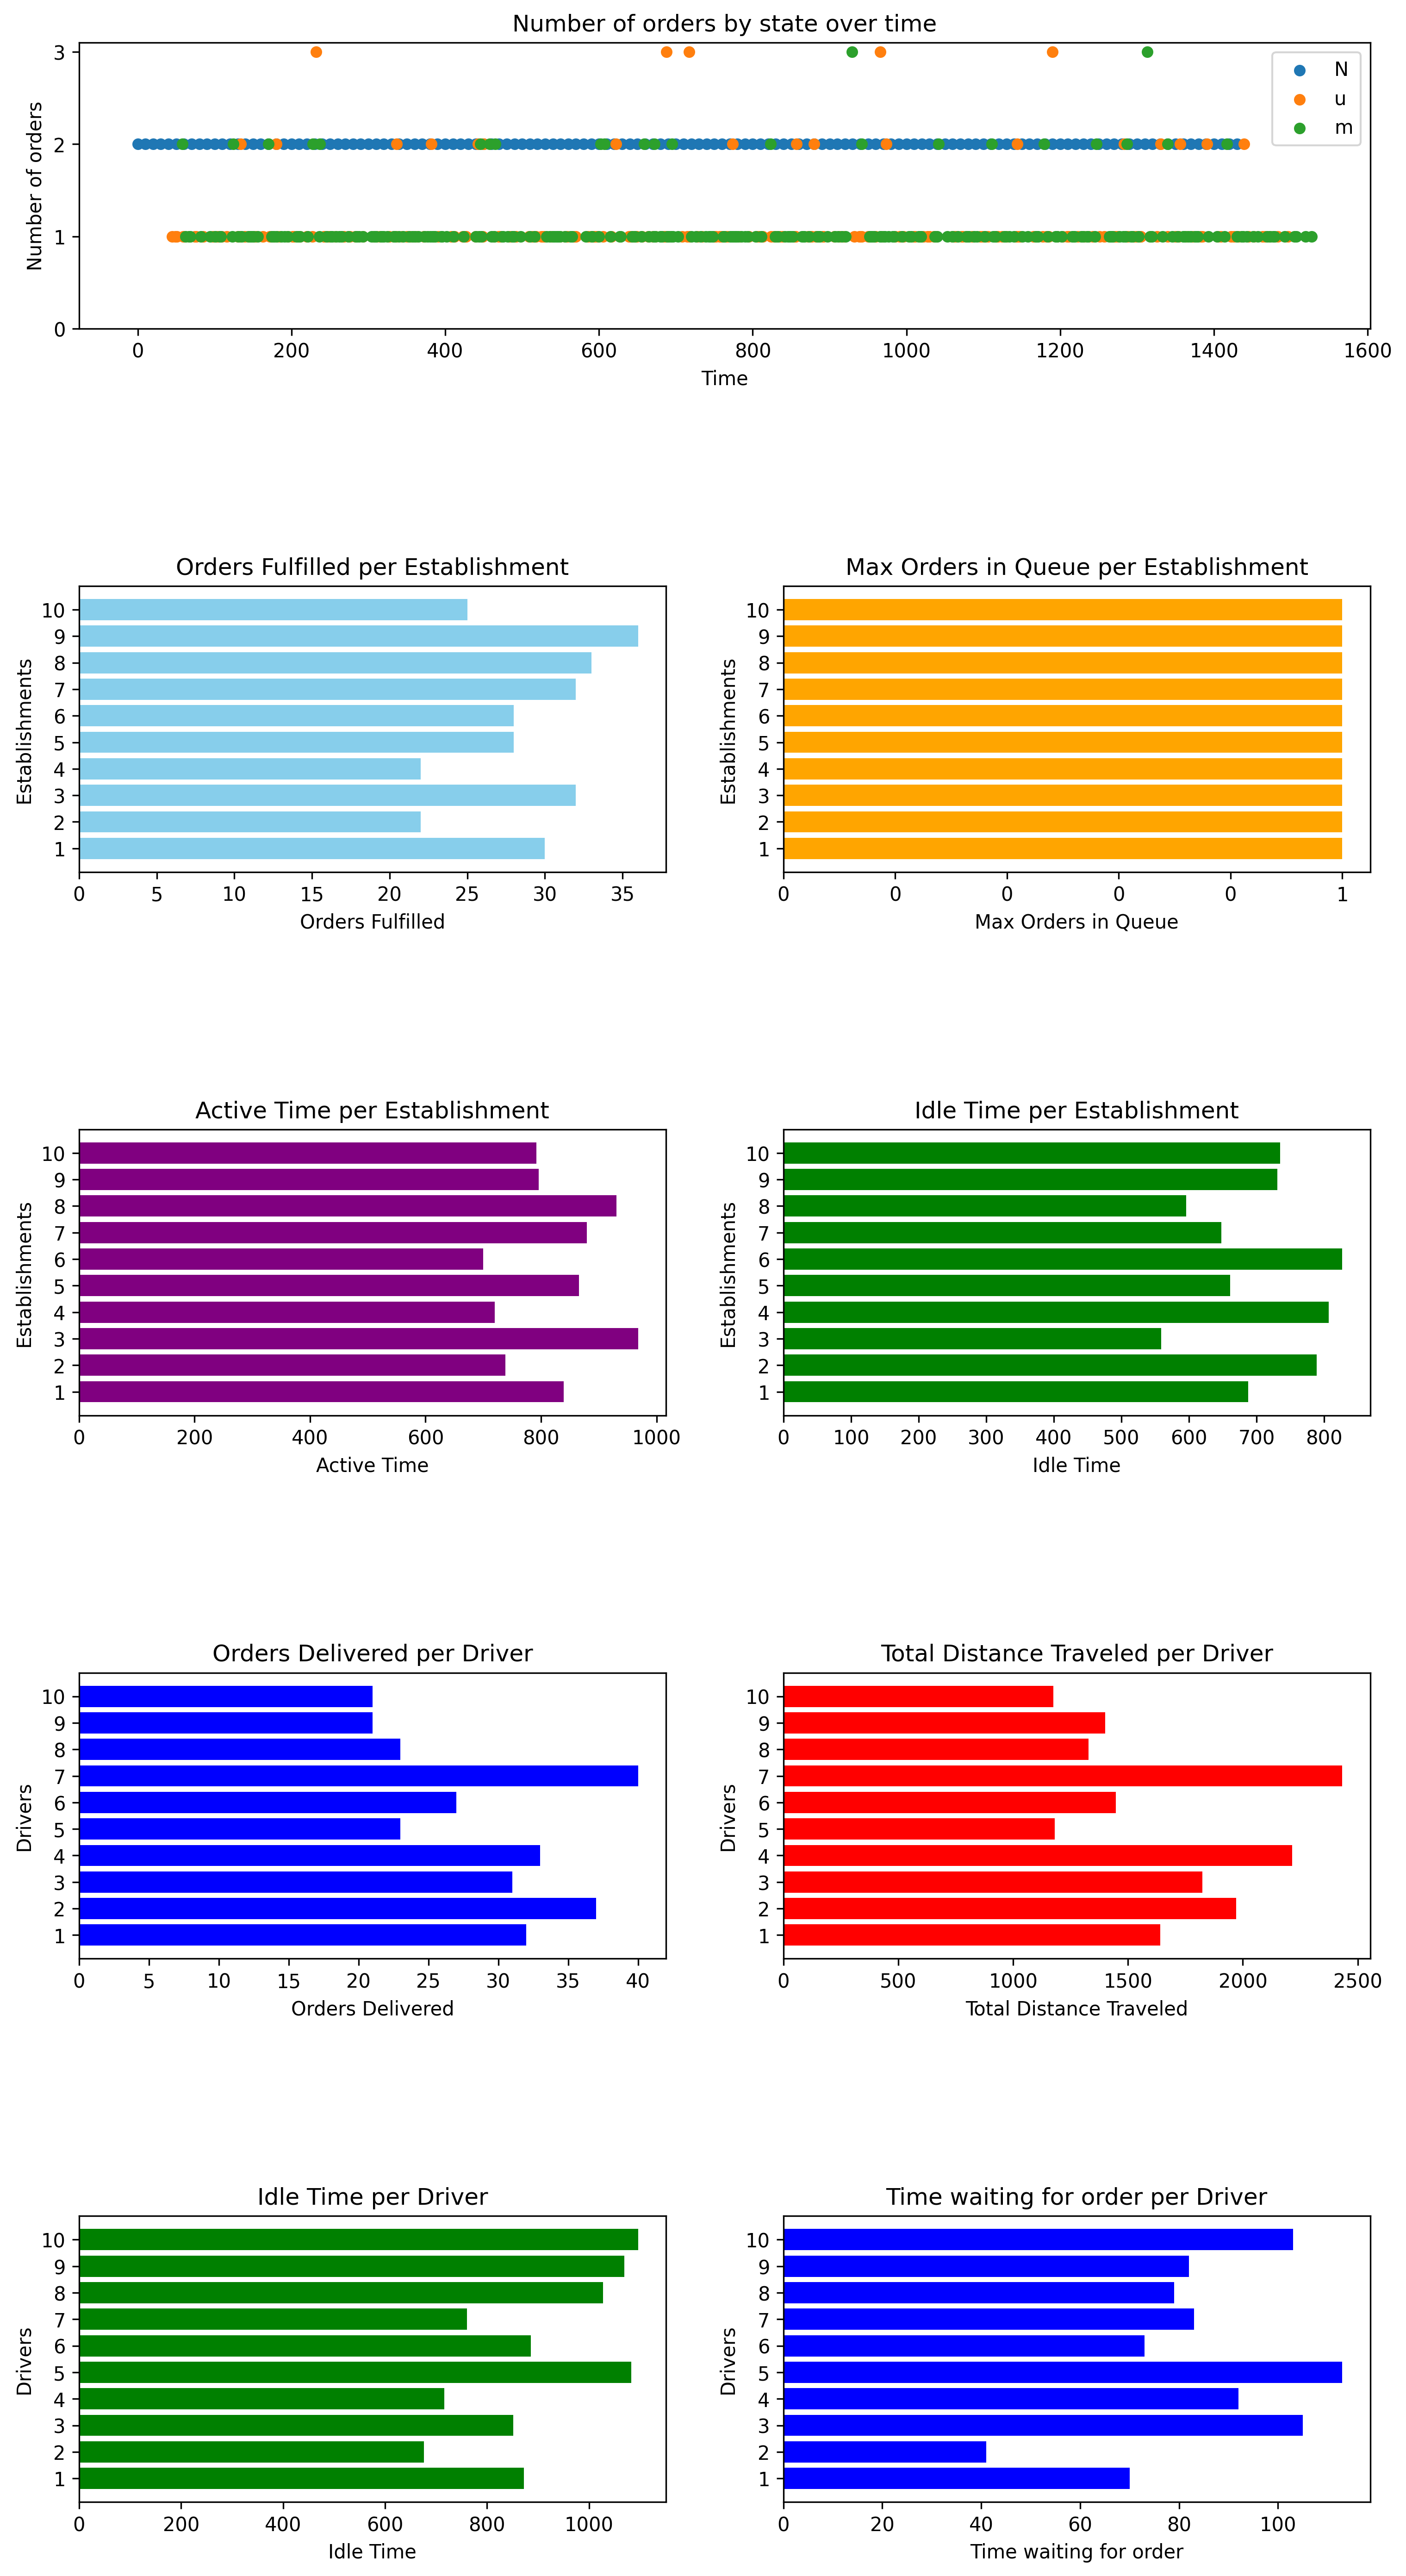 Number of orders by state over time
Number of orders
3
2
1
0
N
u
m
0 200 400 600 800 1000 1200 1400 1600
Time
Orders Fulfilled per Establishment
Establishments
10
9
8
7
6
5
4
3
2
1
0 5 10 15 20 25 30 35
Orders Fulfilled
Max Orders in Queue per Establishment
Establishments
10
9
8
7
6
5
4
3
2
1
0 0 0 0 0 1
Max Orders in Queue
Active Time per Establishment
Establishments
10
9
8
7
6
5
4
3
2
1
0 200 400 600 800 1000
Active Time
Idle Time per Establishment
Establishments
10
9
8
7
6
5
4
3
2
1
0 100 200 300 400 500 600 700 800
Idle Time
Orders Delivered per Driver
Drivers
10
9
8
7
6
5
4
3
2
1
0 5 10 15 20 25 30 35 40
Orders Delivered
Total Distance Traveled per Driver
Drivers
10
9
8
7
6
5
4
3
2
1
0 500 1000 1500 2000 2500
Total Distance Traveled
Idle Time per Driver
Drivers
10
9
8
7
6
5
4
3
2
1
0 200 400 600 800 1000
Idle Time
Time waiting for order per Driver
Drivers
10
9
8
7
6
5
4
3
2
1
0 20 40 60 80 100
Time waiting for order